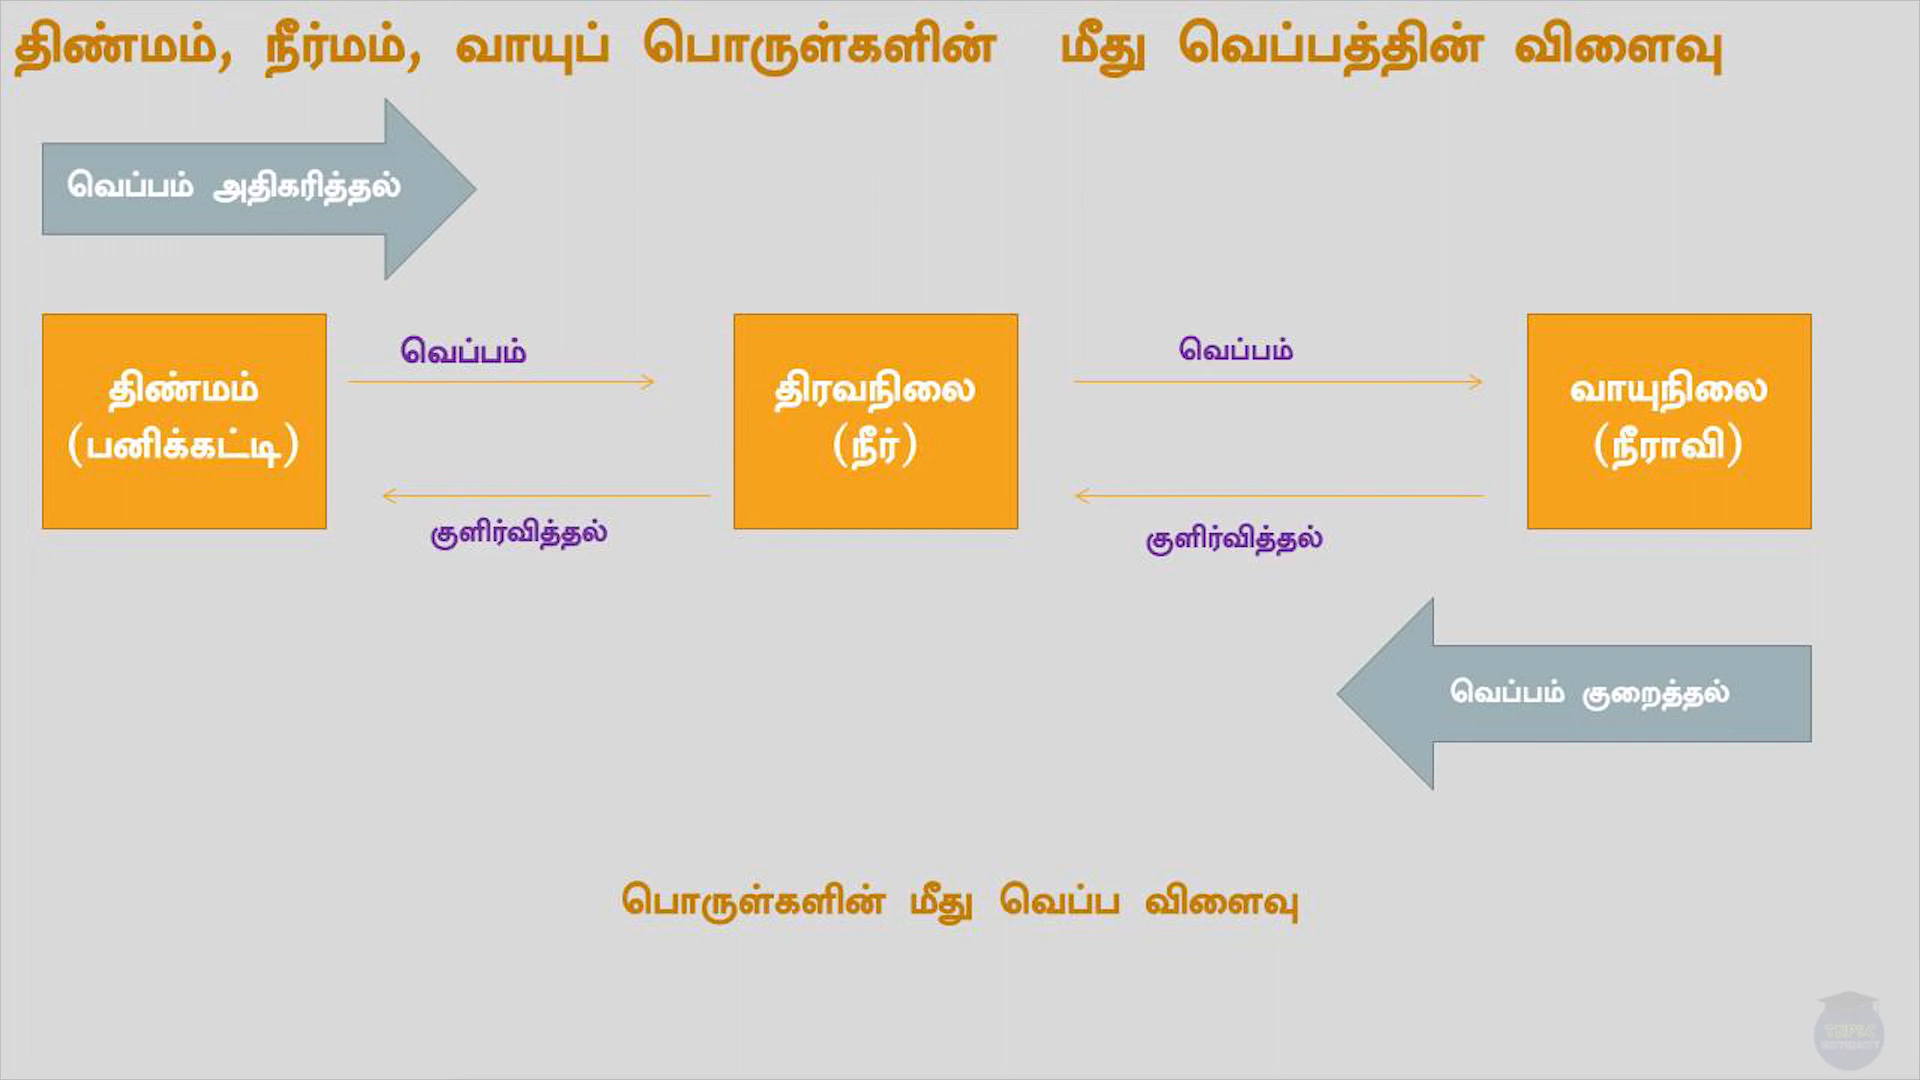 திண்மம், நீர்மம், வாயுப் பொருள்களின் மீது வெப்பத்தின் விளைவு
வெப்பம் அதிகரித்தல்
வெப்பம்
வெப்பம்
திண்மம்
(பனிக்கட்டி)
திரவநிலை
(நீர்)
வாயுநிலை
(நீராவி)
குளிர்வித்தல்
குளிர்வித்தல்
வெப்பம் குறைத்தல்
பொருள்களின் மீது வெப்ப விளைவு
TNPSC